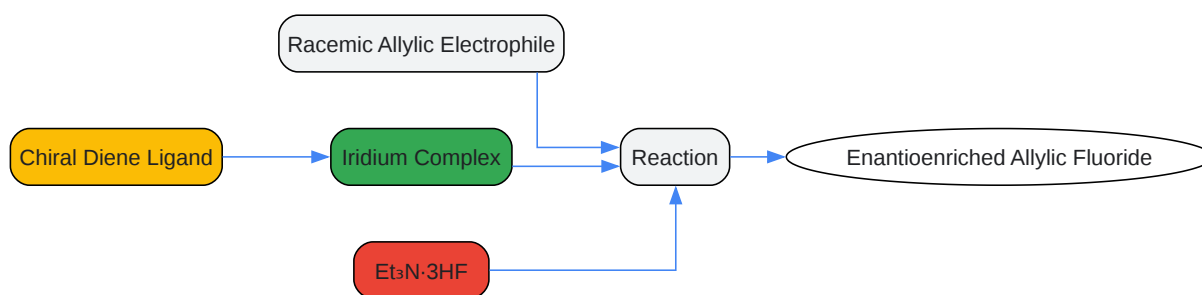 Racemic Allylic Electrophile
Chiral Diene Ligand
Iridium Complex
Reaction
Enantioenriched Allylic Fluoride
Et₃N·3HF